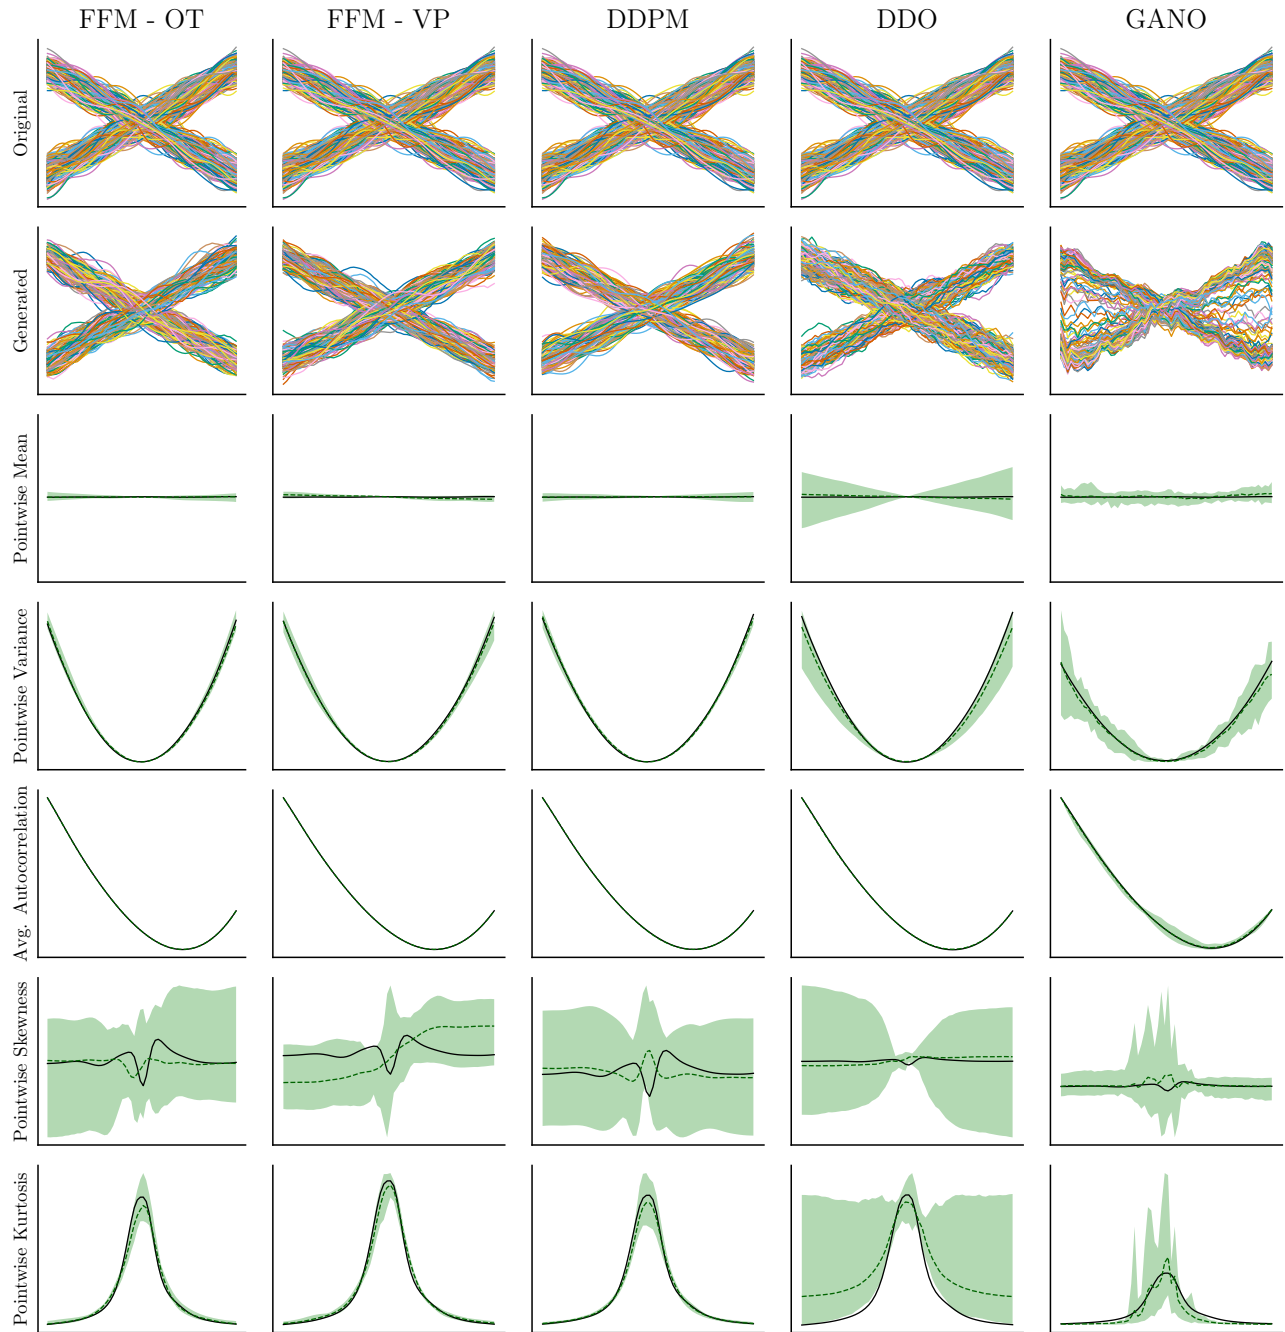 FFM - OT
FFM - VP
DDPM
DDO
GANO
Original
Generated
Pointwise Mean
Pointwise Variance
Avg. Autocorrelation
Pointwise Skewness
Pointwise Kurtosis